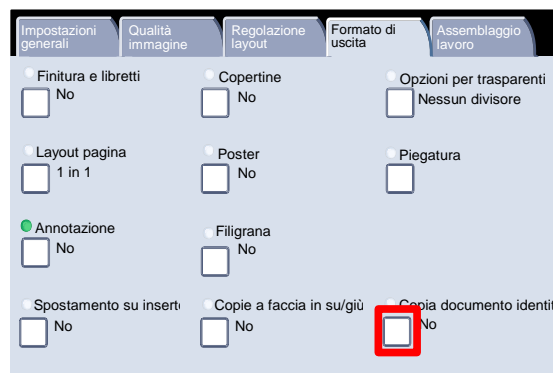 Impostazioni generali
Qualità immagine
Regolazione layout
Formato di uscita
Assemblaggio lavoro
Finitura e libretti
No
Copertine
No
Opzioni per trasparenti
Nessun divisore
Layout pagina
1 in 1
Poster
No
Piegatura
Annotazione
No
Filigrana
No
Spostamento su inserto
No
Copie a faccia in su/giù
No
Copia documento identit
No